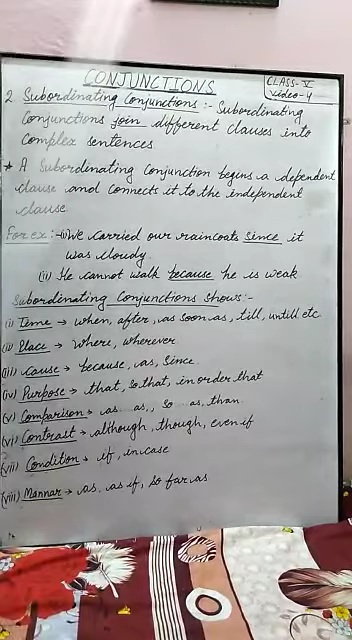 CONJUNCTIONS
CLASS-V
Video-4
2 Subordinating Conjunctions:- Subordinating
Conjunctions join different clauses into
Complex sentences
* A Subordinating Conjunction begins a dependent
clause and connects it to the independent
clause
For ex:-(i) We carried our raincoats since it
was cloudy.
(ii) He cannot walk because he is weak
Subordinating Conjunctions shows:-
(i) Time → when, after, as soon as, till, untill etc
(ii) Place → where, wherever
(iii) cause → because, as, since.
(iv) Purpose → that, so that, in order that
(v) Comparison → as as, so as, than
(vi) Contrast → although, though, even if
(vii) Condition → if, in case
(viii) Mannar → as, as if, so far as